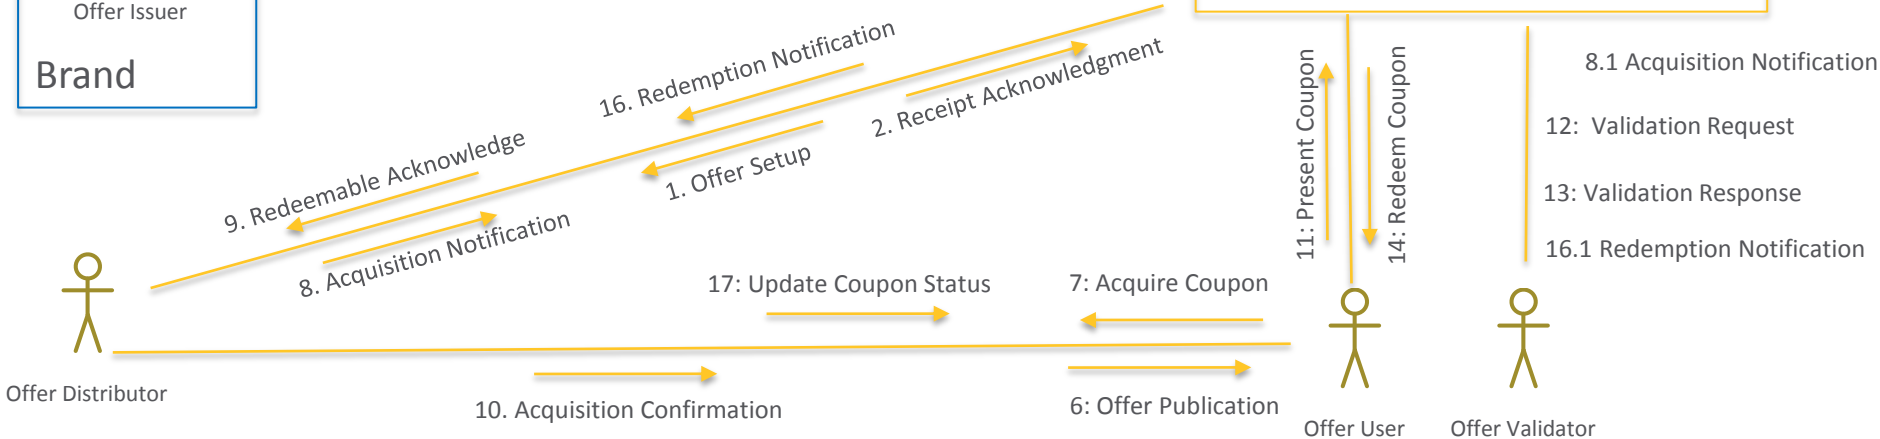 Offer Issuer
Brand
16. Redemption Notification
2. Receipt Acknowledgment
1. Offer Setup
9. Redeemable Acknowledge
8. Acquisition Notification
11: Present Coupon
14: Redeem Coupon
8.1 Acquisition Notification
12: Validation Request
13: Validation Response
16.1 Redemption Notification
17: Update Coupon Status
7: Acquire Coupon
10. Acquisition Confirmation
6: Offer Publication
Offer Distributor
Offer User
Offer Validator